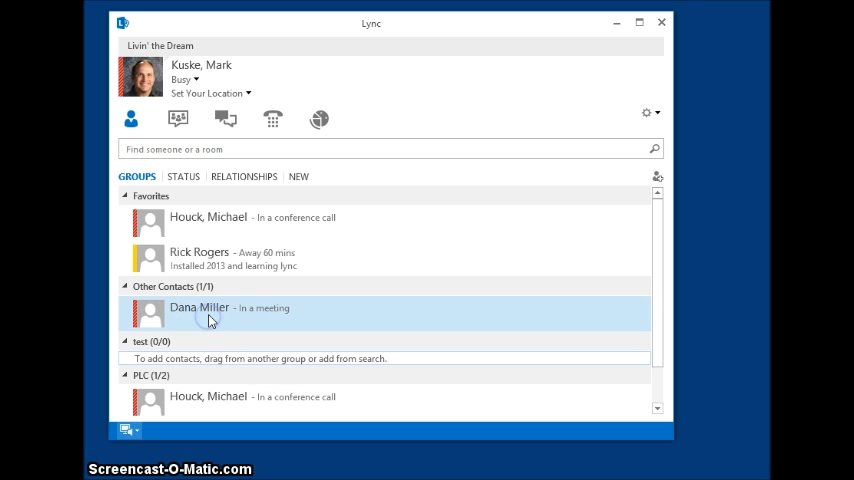 Lync
Livin' the Dream
Kuske, Mark
Busy
Set Your Location
Find someone or a room
GROUPS STATUS RELATIONSHIPS NEW
Favorites
Houck, Michael - In a conference call
Rick Rogers - Away 60 mins
Installed 2013 and learning lync
Other Contacts (1/1)
Dana Miller - In a meeting
test (0/0)
To add contacts, drag from another group or add from search.
PLC (1/2)
Houck, Michael - In a conference call
Screencast-O-Matic.com